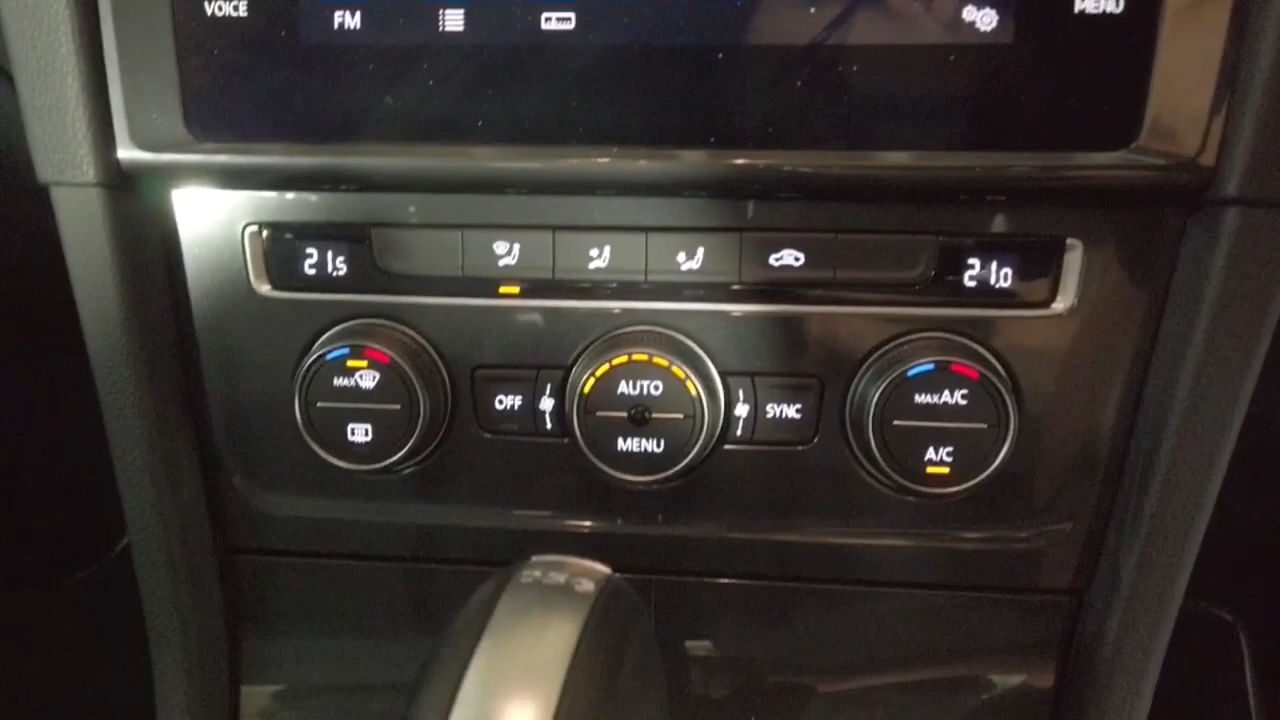 VOICE
MENU
FM
21,5
21,0
MAX
OFF
AUTO
MENU
SYNC
MAX A/C
A/C